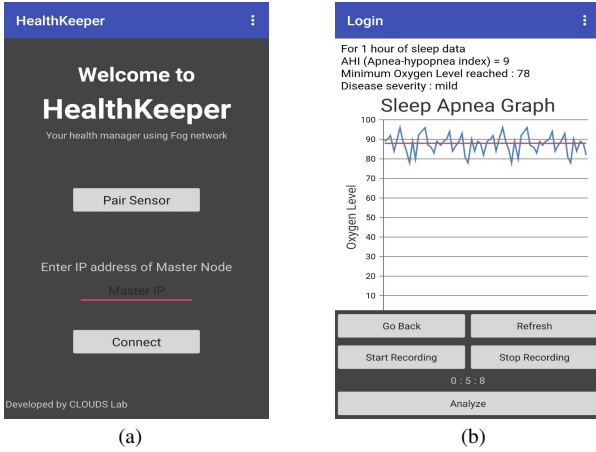 HealthKeeper
Welcome to
HealthKeeper
Your health manager using Fog network
Pair Sensor
Enter IP address of Master Node
Master IP
Connect
Developed by CLOUDS Lab
(a)
Login
For 1 hour of sleep data
AHI (Apnea-hypopnea index) = 9
Minimum Oxygen Level reached : 78
Disease severity : mild
Sleep Apnea Graph
100
90
80
70
60
50
40
30
20
10
Oxygen Level
Go Back Refresh
Start Recording Stop Recording
0 : 5 : 8
Analyze
(b)